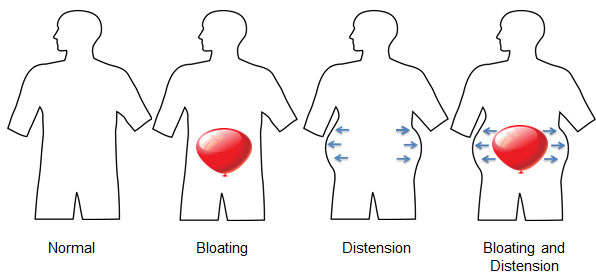 Normal
Bloating
Distension
Bloating and
Distension